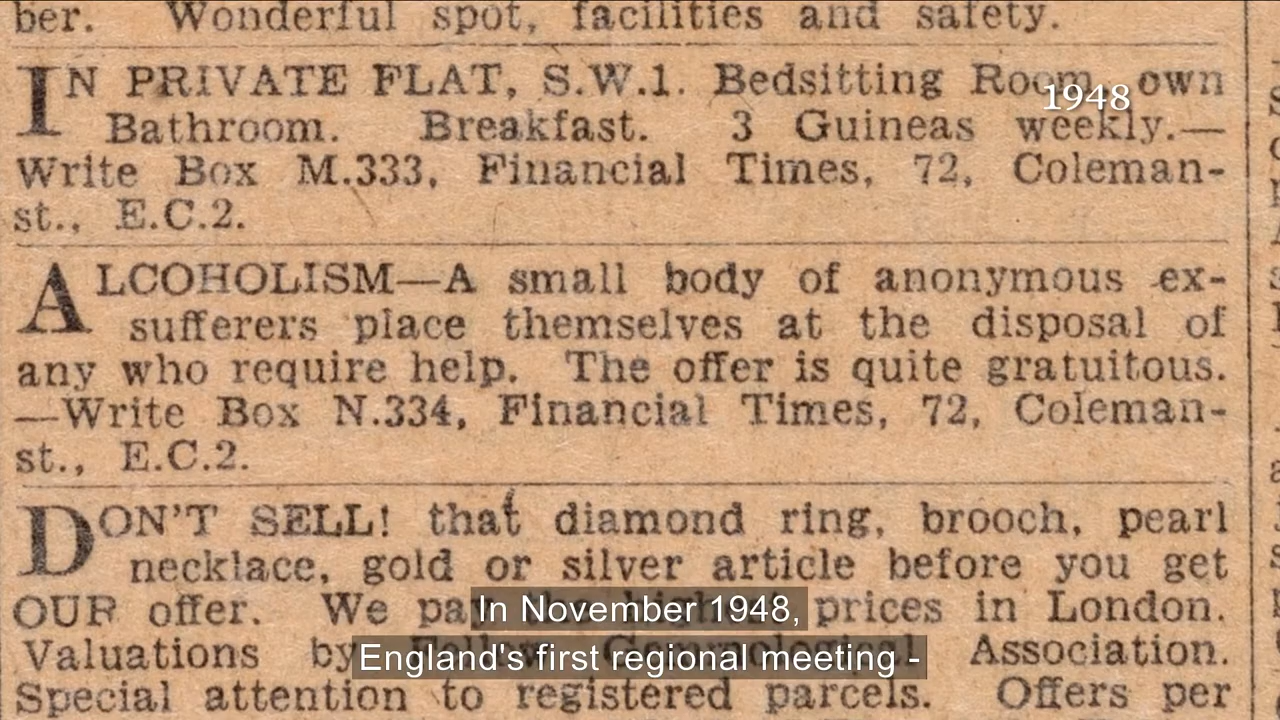 ber. Wonderful spot, facilities and safety.
IN PRIVATE FLAT, S.W.1. Bedsitting Room own
1948
Bathroom. Breakfast. 3 Guineas weekly.—
Write Box M.333, Financial Times, 72, Coleman-
st., E.C.2.
ALCOHOLISM—A small body of anonymous ex-
sufferers place themselves at the disposal of
any who require help. The offer is quite gratuitous.
—Write Box N.334, Financial Times, 72, Coleman-
st., E.C.2.
DON'T SELL! that diamond ring, brooch, pearl
necklace, gold or silver article before you get
OUR offer. We pay prices in London.
In November 1948,
Valuations by Association.
England's first regional meeting -
Special attention to registered parcels. Offers per